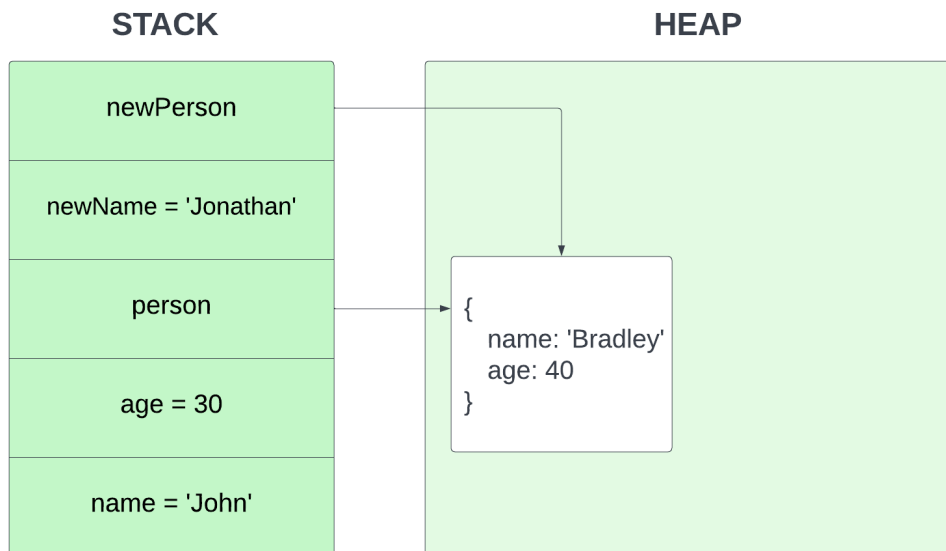 STACK
HEAP
newPerson
newName = 'Jonathan'
person
age = 30
name = 'John'
{
name: 'Bradley'
age: 40
}